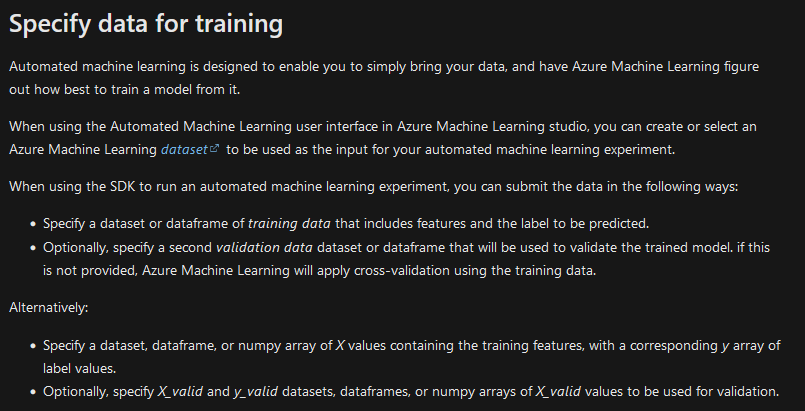 Specify data for training
Automated machine learning is designed to enable you to simply bring your data, and have Azure Machine Learning figure
out how best to train a model from it.
When using the Automated Machine Learning user interface in Azure Machine Learning studio, you can create or select an
Azure Machine Learning dataset to be used as the input for your automated machine learning experiment.
When using the SDK to run an automated machine learning experiment, you can submit the data in the following ways:
• Specify a dataset or dataframe of training data that includes features and the label to be predicted.
• Optionally, specify a second validation data dataset or dataframe that will be used to validate the trained model. if this
is not provided, Azure Machine Learning will apply cross-validation using the training data.
Alternatively:
• Specify a dataset, dataframe, or numpy array of X values containing the training features, with a corresponding y array of
label values.
• Optionally, specify X_valid and y_valid datasets, dataframes, or numpy arrays of X_valid values to be used for validation.